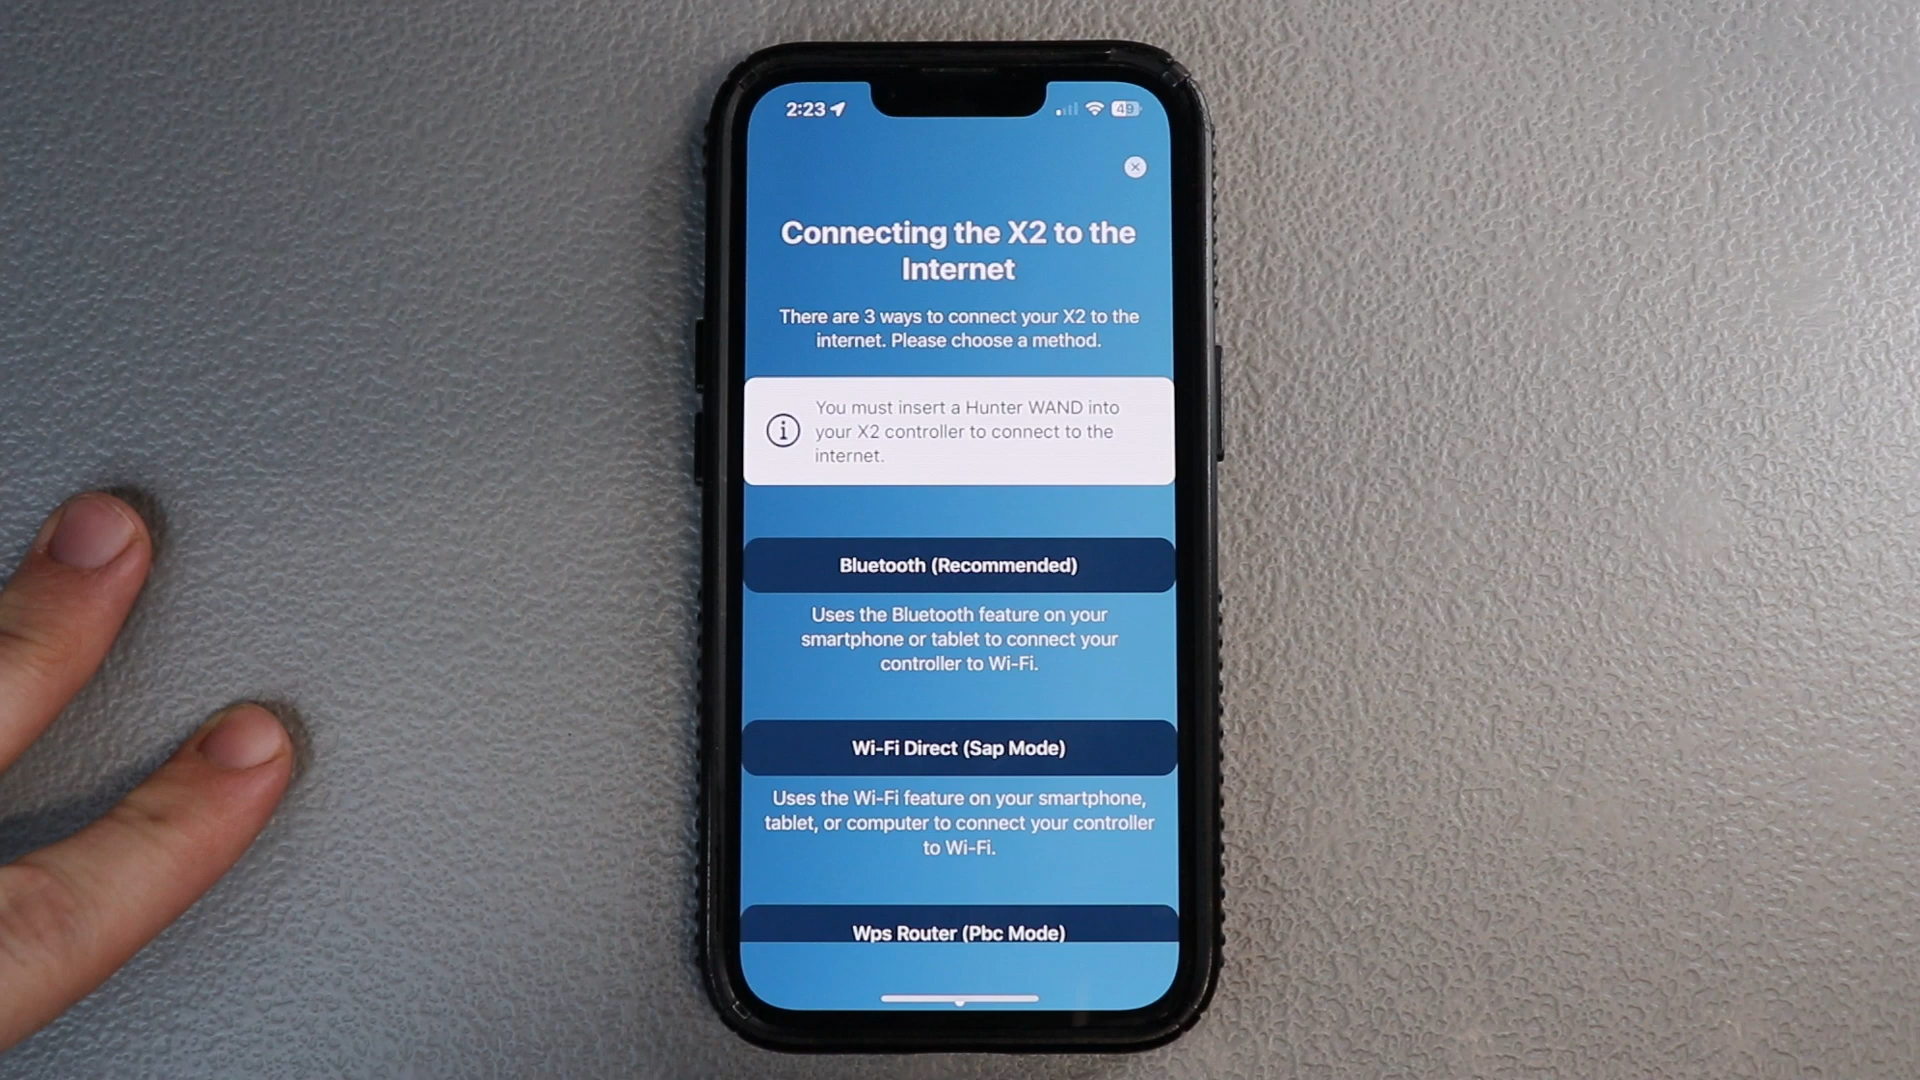 2:23
49
Connecting the X2 to the
Internet
There are 3 ways to connect your X2 to the
internet. Please choose a method.
You must insert a Hunter WAND into
your X2 controller to connect to the
internet.
Bluetooth (Recommended)
Uses the Bluetooth feature on your
smartphone or tablet to connect your
controller to Wi-Fi.
Wi-Fi Direct (Sap Mode)
Uses the Wi-Fi feature on your smartphone,
tablet, or computer to connect your controller
to Wi-Fi.
Wps Router (Pbc Mode)